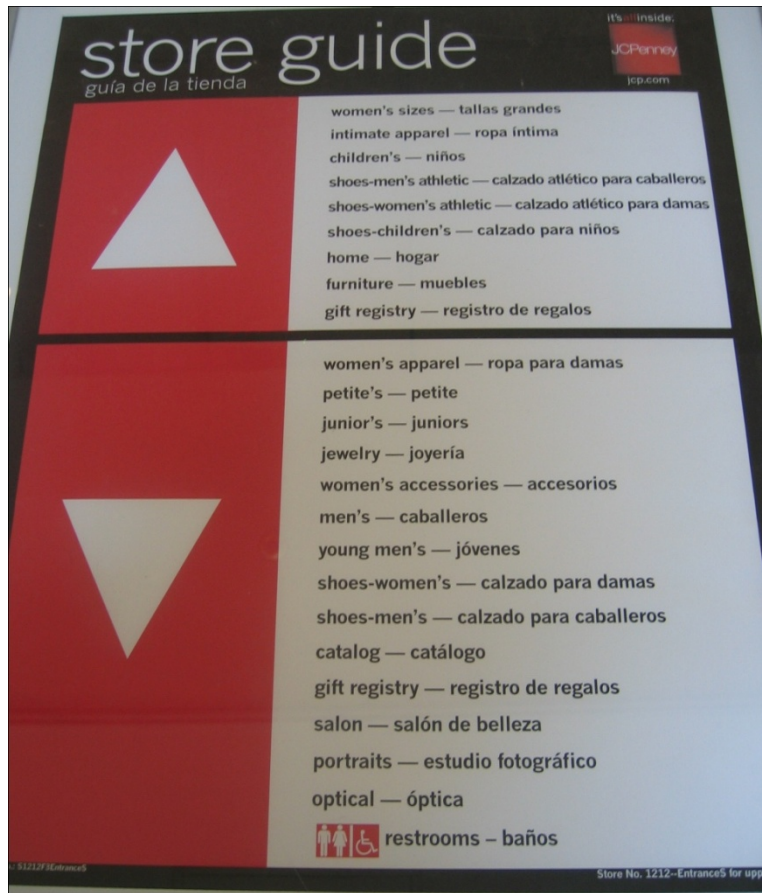 it's all inside.
JCPenney
jcp.com
store guide
guía de la tienda
women's sizes — tallas grandes
intimate apparel — ropa íntima
children's — niños
shoes-men's athletic — calzado atlético para caballeros
shoes-women's athletic — calzado atlético para damas
shoes-children's — calzado para niños
home — hogar
furniture — muebles
gift registry — registro de regalos
women's apparel — ropa para damas
petite's — petite
junior's — juniors
jewelry — joyería
women's accessories — accesorios
men's — caballeros
young men's — jóvenes
shoes-women's — calzado para damas
shoes-men's — calzado para caballeros
catalog — catálogo
gift registry — registro de regalos
salon — salón de belleza
portraits — estudio fotográfico
optical — óptica
restrooms – baños
S1212F3EntranceS
Store No. 1212--EntranceS for upp